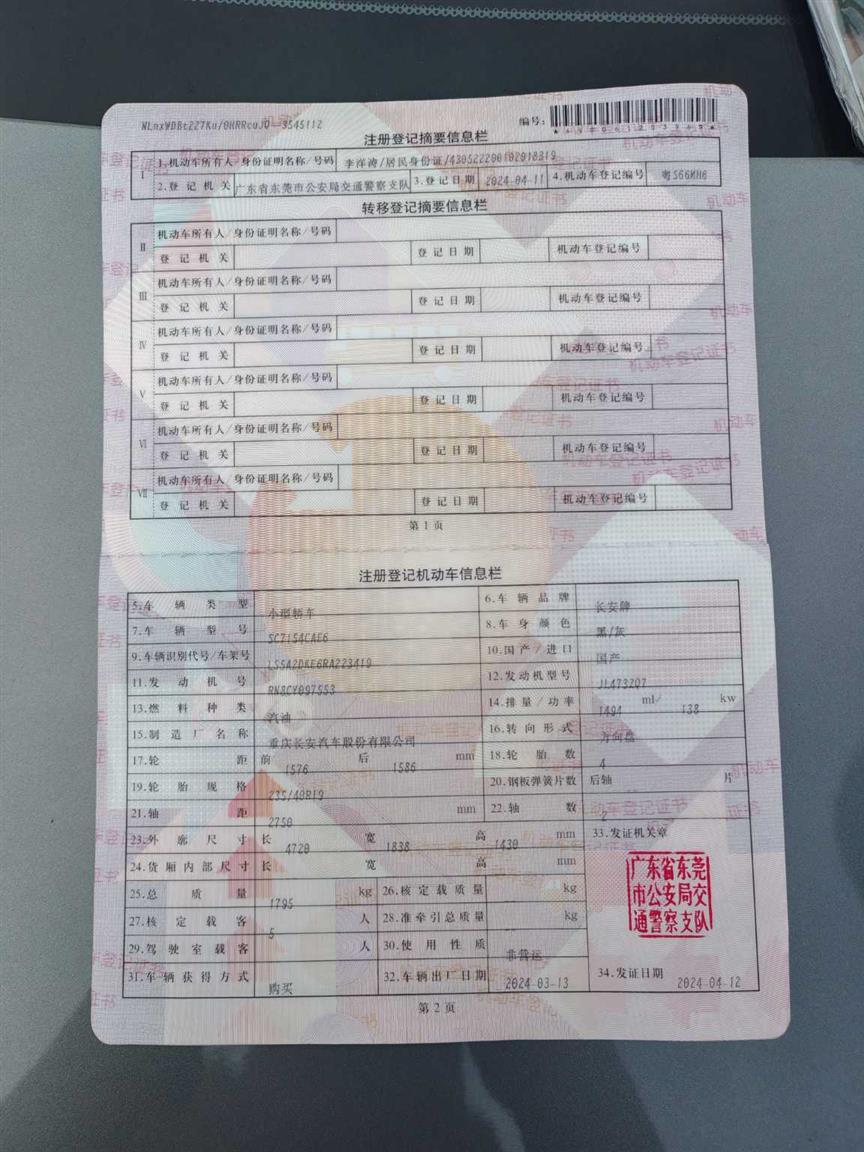 编号:
注册登记摘要信息栏
I 1.机动车所有人/身份证明名称/号码 李洋涛/居民身份证/430522200102918319
2.登记机关 广东省东莞市公安局交通警察支队 3.登记日期 2024-04-11 4.机动车登记编号 粤S66MH6
转移登记摘要信息栏
II 机动车所有人/身份证明名称/号码
登记机关 登记日期 机动车登记编号
III 机动车所有人/身份证明名称/号码
登记机关 登记日期 机动车登记编号
IV 机动车所有人/身份证明名称/号码
登记机关 登记日期 机动车登记编号
V 机动车所有人/身份证明名称/号码
登记机关 登记日期 机动车登记编号
VI 机动车所有人/身份证明名称/号码
登记机关 登记日期 机动车登记编号
VII 机动车所有人/身份证明名称/号码
登记机关 登记日期 机动车登记编号
第1页
注册登记机动车信息栏
5.车辆类型 小型轿车 6.车辆品牌 长安牌
7.车辆型号 SC7154CAE6 8.车身颜色 黑/灰
9.车辆识别代号/车架号 LS5A2DKE6RA223419 10.国产/进口 国产
11.发动机号 RN8CY097553 12.发动机型号 JL473ZQ7
13.燃料种类 汽油 14.排量/功率 1494 ml/ 138 kw
15.制造厂名称 重庆长安汽车股份有限公司 16.转向形式 方向盘
17.轮距 前 1576 后 1586 mm 18.轮胎数 4
19.轮胎规格 235/40R19 20.钢板弹簧片数 后轴 片
21.轴距 2750 mm 22.轴数 2
23.外廓尺寸 长 4720 宽 1838 高 1430 mm 33.发证机关章
24.货厢内部尺寸 长 宽 高 mm
25.总质量 1795 kg 26.核定载质量 kg
27.核定载客 5 人 28.准牵引总质量 kg
29.驾驶室载客 人 30.使用性质 非营运
31.车辆获得方式 购买 32.车辆出厂日期 2024-03-13 34.发证日期 2024-04-12
广东省东莞
市公安局交
通警察支队
第2页